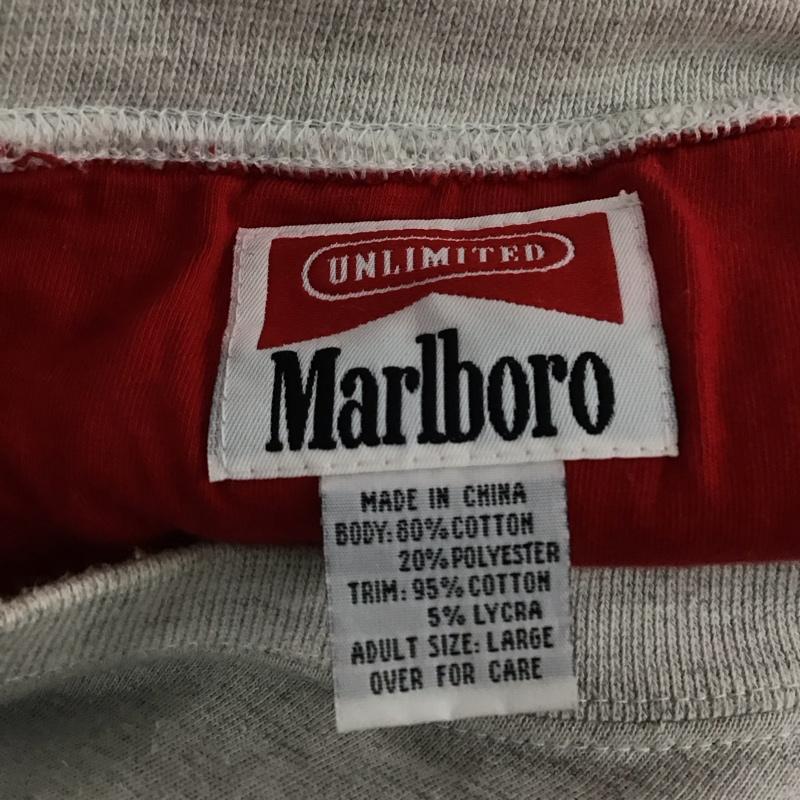 UNLIMITED
Marlboro
MADE IN CHINA
BODY: 80% COTTON
20% POLYESTER
TRIM: 95% COTTON
5% LYCRA
ADULT SIZE: LARGE
OVER FOR CARE